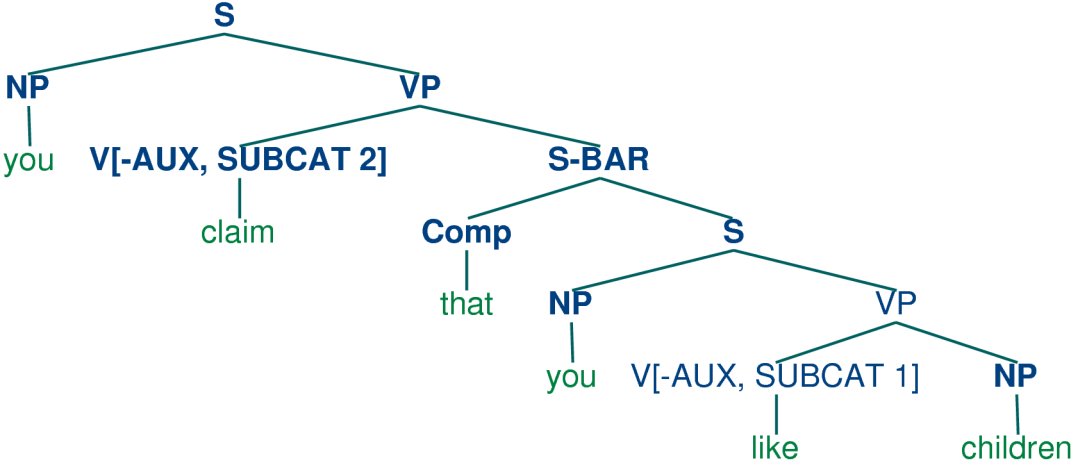 S
NP VP
you V[-AUX, SUBCAT 2] S-BAR
claim Comp S
that NP VP
you V[-AUX, SUBCAT 1] NP
like children